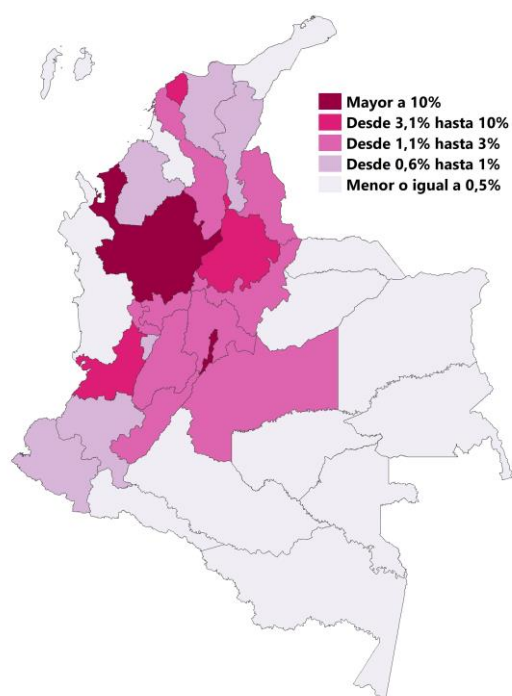 Mayor a 10%
Desde 3,1% hasta 10%
Desde 1,1% hasta 3%
Desde 0,6% hasta 1%
Menor o igual a 0,5%